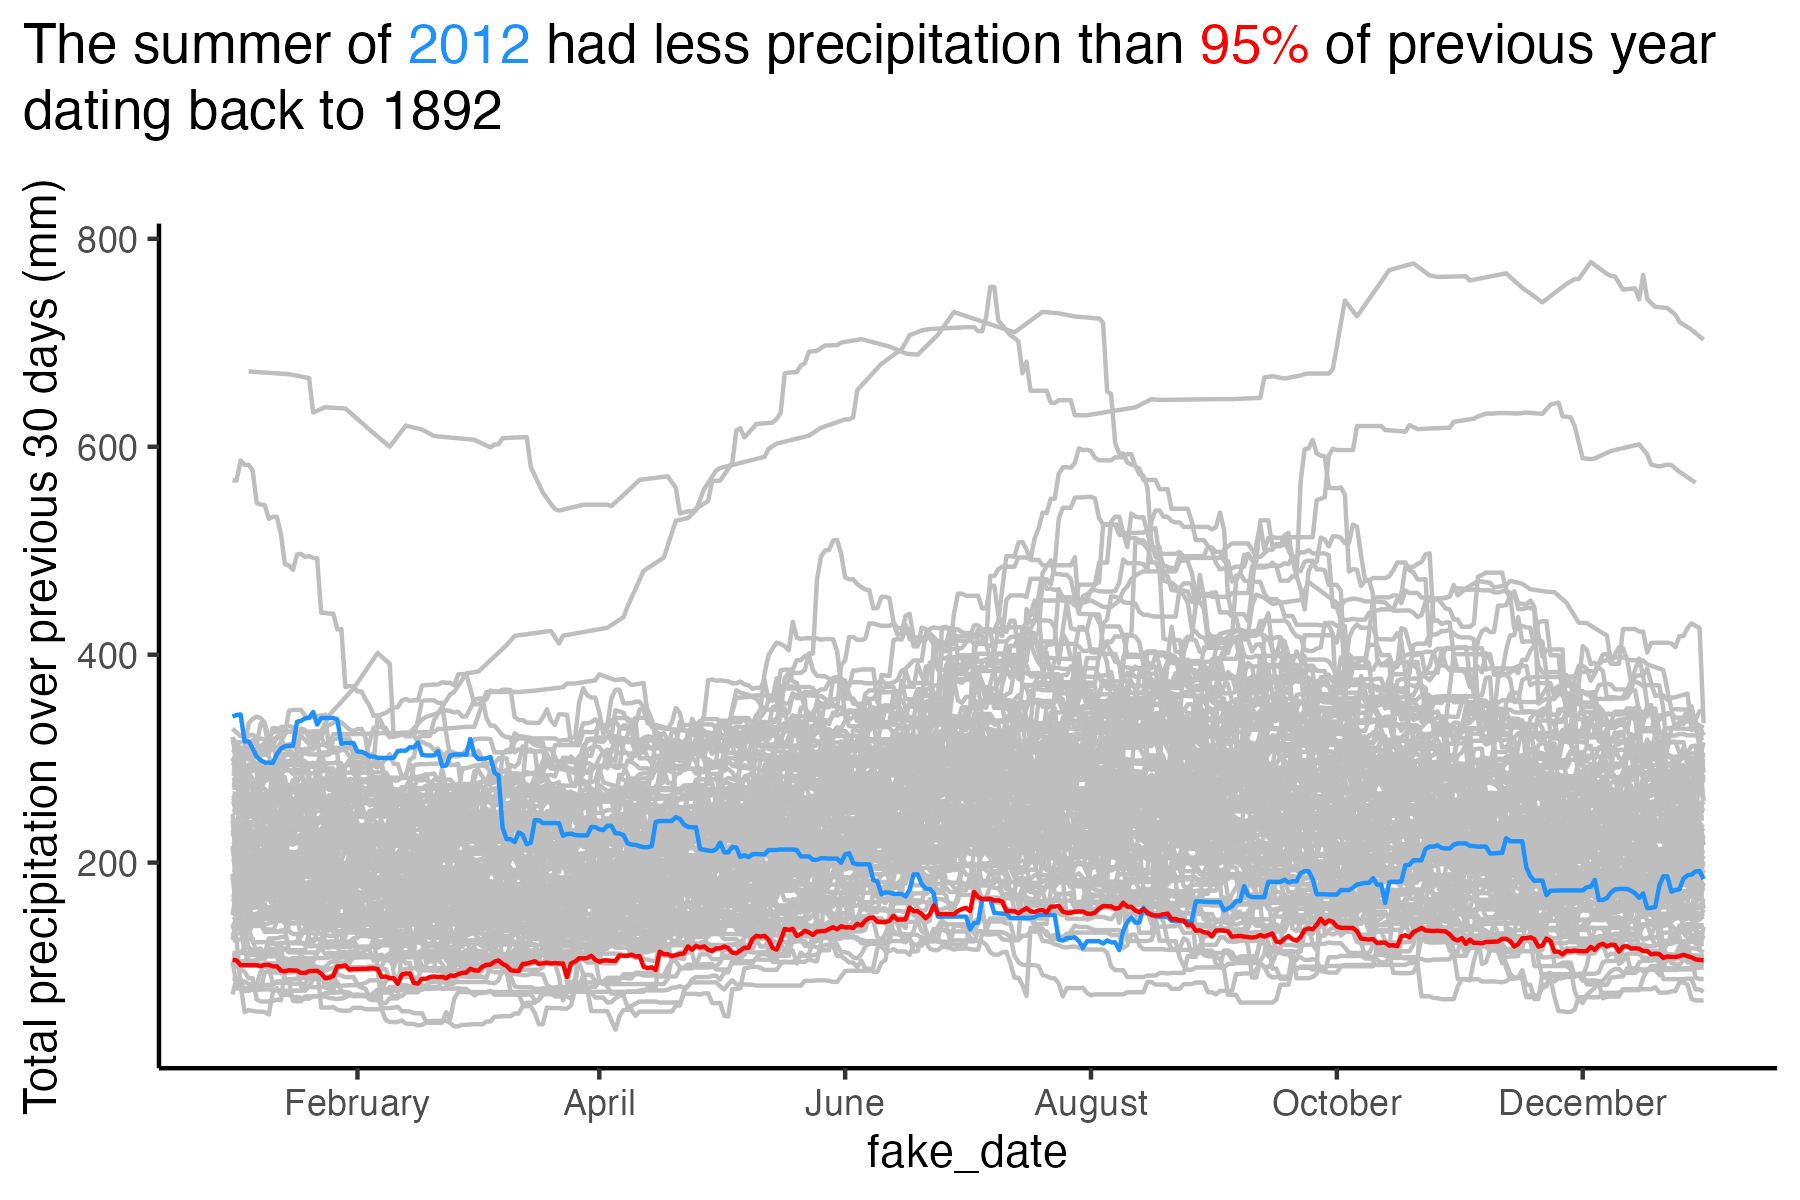 The summer of 2012 had less precipitation than 95% of previous year
dating back to 1892
Total precipitation over previous 30 days (mm)
800
600
400
200
February April June August October December
fake_date